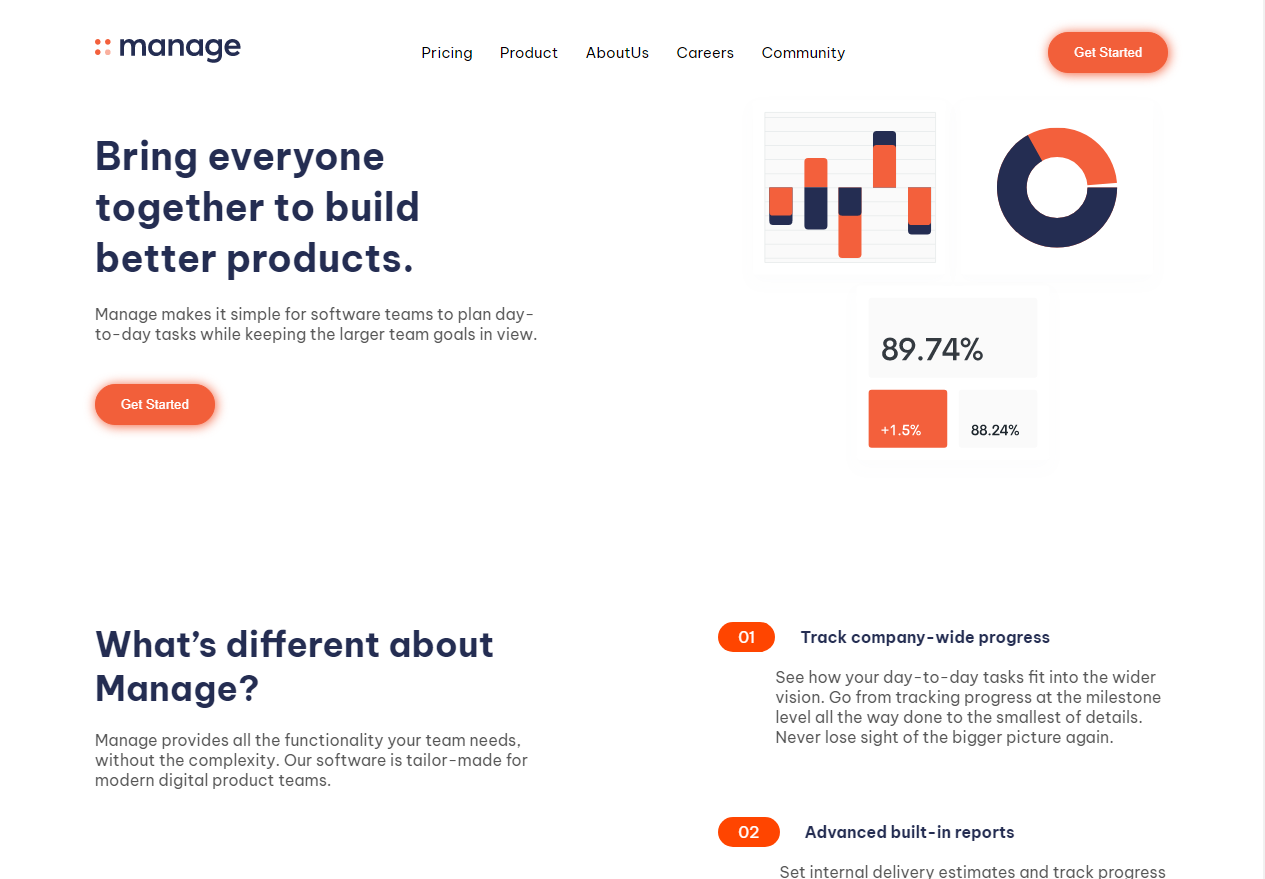 manage
Pricing Product AboutUs Careers Community
Get Started
Bring everyone
together to build
better products.
Manage makes it simple for software teams to plan day-
to-day tasks while keeping the larger team goals in view.
Get Started
89.74%
+1.5%
88.24%
What’s different about
Manage?
Manage provides all the functionality your team needs,
without the complexity. Our software is tailor-made for
modern digital product teams.
01 Track company-wide progress
See how your day-to-day tasks fit into the wider
vision. Go from tracking progress at the milestone
level all the way done to the smallest of details.
Never lose sight of the bigger picture again.
02 Advanced built-in reports
Set internal delivery estimates and track progress